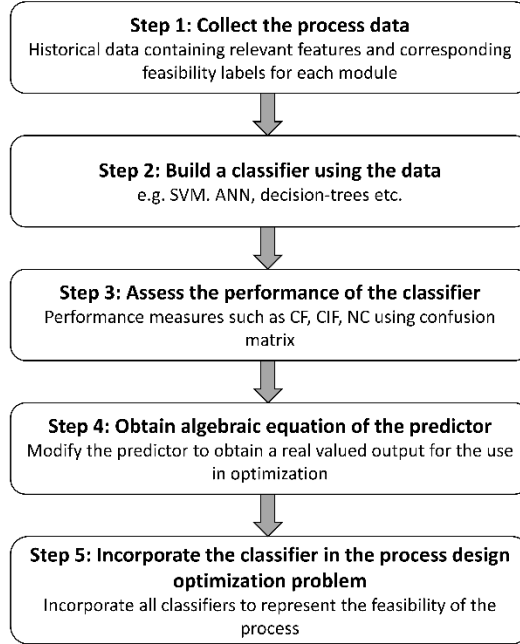 Step 1: Collect the process data
Historical data containing relevant features and corresponding
feasibility labels for each module
Step 2: Build a classifier using the data
e.g. SVM. ANN, decision-trees etc.
Step 3: Assess the performance of the classifier
Performance measures such as CF, CIF, NC using confusion
matrix
Step 4: Obtain algebraic equation of the predictor
Modify the predictor to obtain a real valued output for the use
in optimization
Step 5: Incorporate the classifier in the process design
optimization problem
Incorporate all classifiers to represent the feasibility of the
process